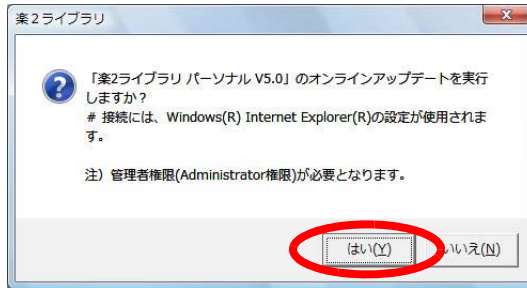 楽2ライブラリ
「楽2ライブラリ パーソナル V5.0」のオンラインアップデートを実行
しますか？
# 接続には、Windows(R) Internet Explorer(R)の設定が使用されま
す。
注）管理者権限(Administrator権限)が必要となります。
はい(Y)
いいえ(N)